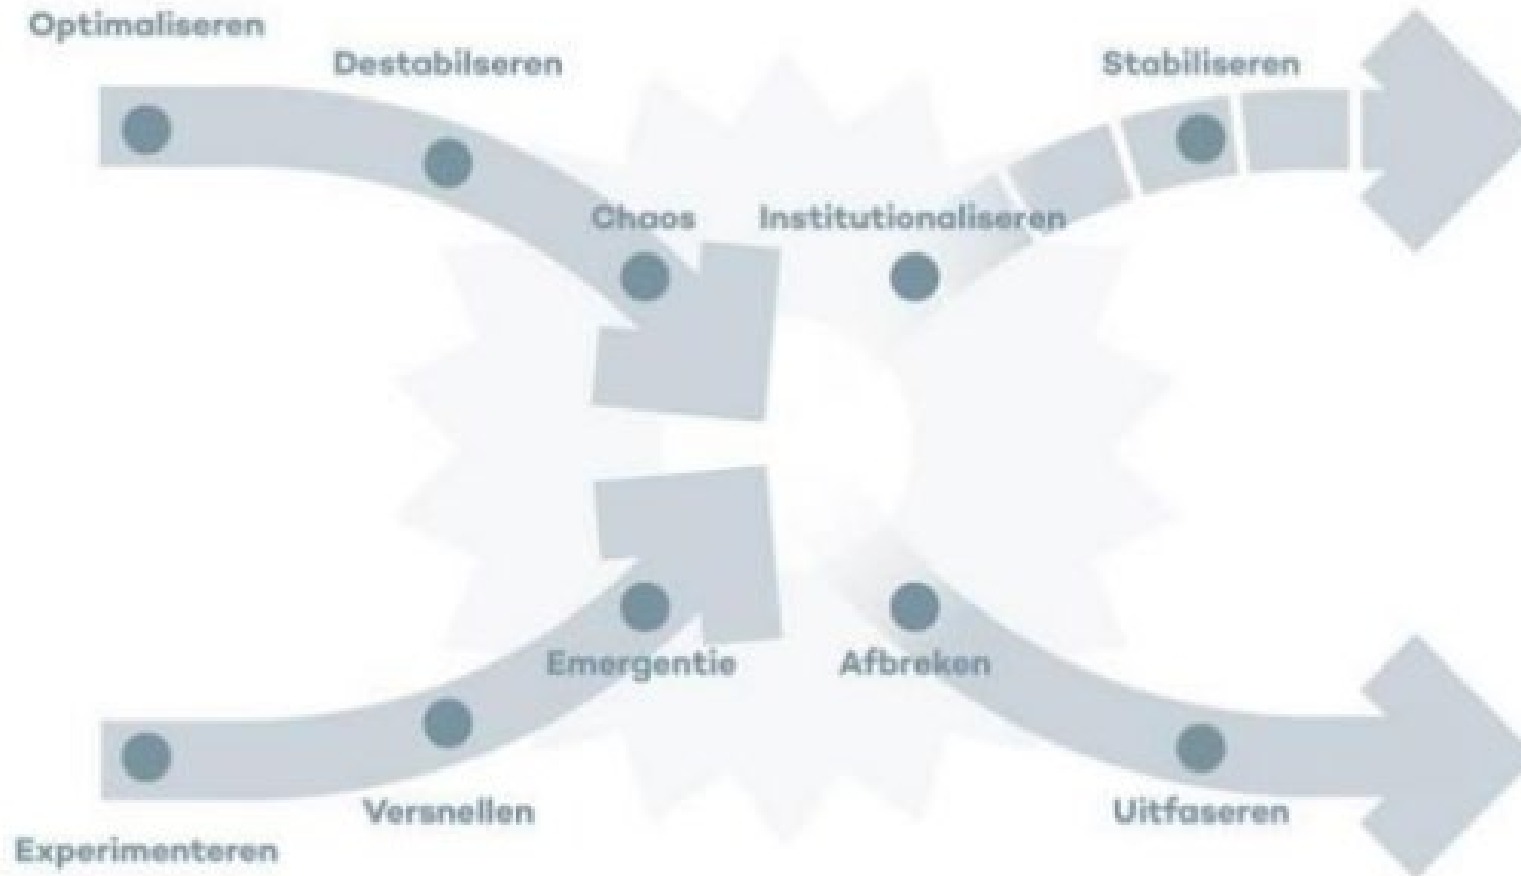 Optimaliseren
Destabilseren
Stabiliseren
Chaos
Institutionaliseren
Emergentie
Afbreken
Versnellen
Uitfaseren
Experimenteren